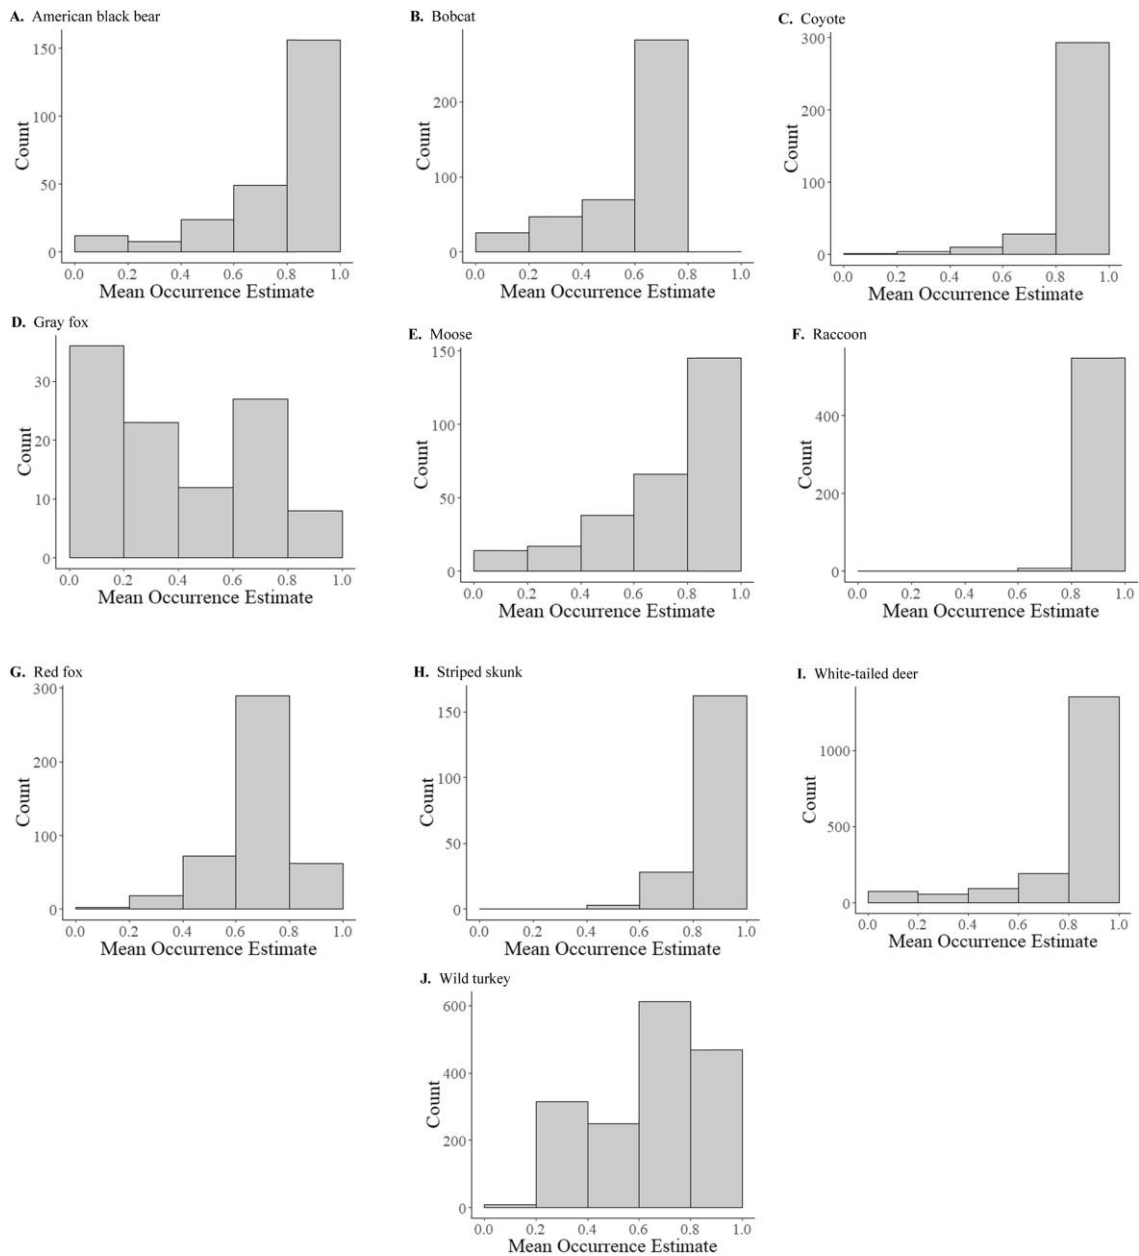 A. American black bear
150
100
50
0
Count
0.0 0.2 0.4 0.6 0.8 1.0
Mean Occurrence Estimate
B. Bobcat
200
100
0
Count
0.0 0.2 0.4 0.6 0.8 1.0
Mean Occurrence Estimate
C. Coyote
300
200
100
0
Count
0.0 0.2 0.4 0.6 0.8 1.0
Mean Occurrence Estimate
D. Gray fox
30
20
10
0
Count
0.0 0.2 0.4 0.6 0.8 1.0
Mean Occurrence Estimate
E. Moose
150
100
50
0
Count
0.0 0.2 0.4 0.6 0.8 1.0
Mean Occurrence Estimate
F. Raccoon
400
200
0
Count
0.0 0.2 0.4 0.6 0.8 1.0
Mean Occurrence Estimate
G. Red fox
300
200
100
0
Count
0.0 0.2 0.4 0.6 0.8 1.0
Mean Occurrence Estimate
H. Striped skunk
150
100
50
0
Count
0.0 0.2 0.4 0.6 0.8 1.0
Mean Occurrence Estimate
I. White-tailed deer
1000
500
0
Count
0.0 0.2 0.4 0.6 0.8 1.0
Mean Occurrence Estimate
J. Wild turkey
600
400
200
0
Count
0.0 0.2 0.4 0.6 0.8 1.0
Mean Occurrence Estimate